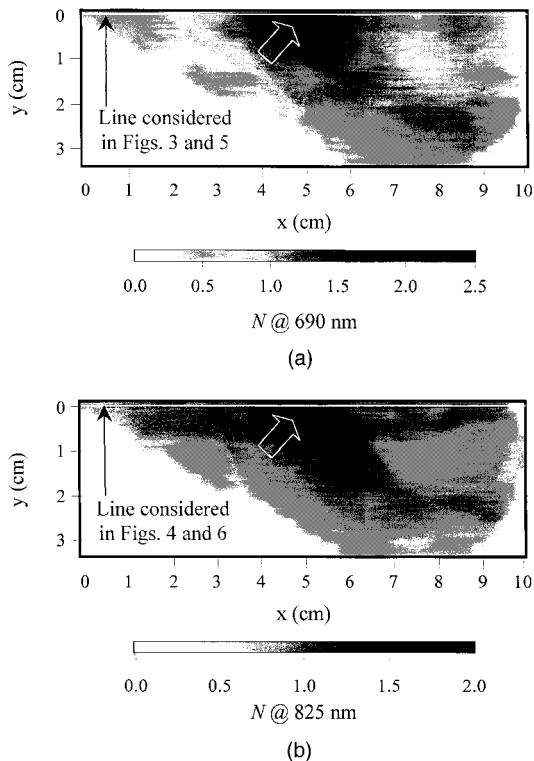 0
1
2
3
y (cm)
Line considered
in Figs. 3 and 5
0 1 2 3 4 5 6 7 8 9 10
x (cm)
0.0 0.5 1.0 1.5 2.0 2.5
N @ 690 nm
(a)
0
1
2
3
y (cm)
Line considered
in Figs. 4 and 6
0 1 2 3 4 5 6 7 8 9 10
x (cm)
0.0 0.5 1.0 1.5 2.0
N @ 825 nm
(b)